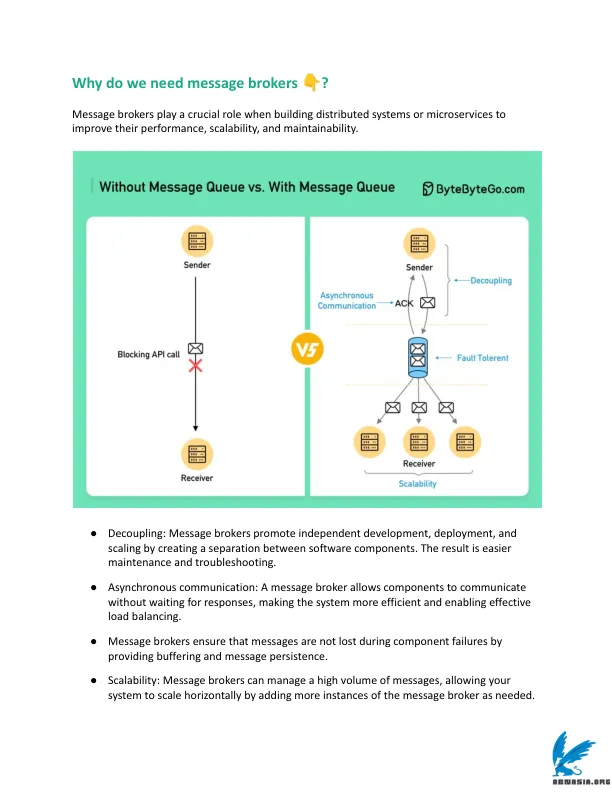 Why do we need message brokers 👇?
Message brokers play a crucial role when building distributed systems or microservices to
improve their performance, scalability, and maintainability.
Without Message Queue vs. With Message Queue
ByteByteGo.com
Sender
Blocking API call
Receiver
VS
Sender
Decoupling
Asynchronous
Communication
ACK
Fault Tolerent
Receiver
Scalability
● Decoupling: Message brokers promote independent development, deployment, and
scaling by creating a separation between software components. The result is easier
maintenance and troubleshooting.
● Asynchronous communication: A message broker allows components to communicate
without waiting for responses, making the system more efficient and enabling effective
load balancing.
● Message brokers ensure that messages are not lost during component failures by
providing buffering and message persistence.
● Scalability: Message brokers can manage a high volume of messages, allowing your
system to scale horizontally by adding more instances of the message broker as needed.
ABNASIA.ORG